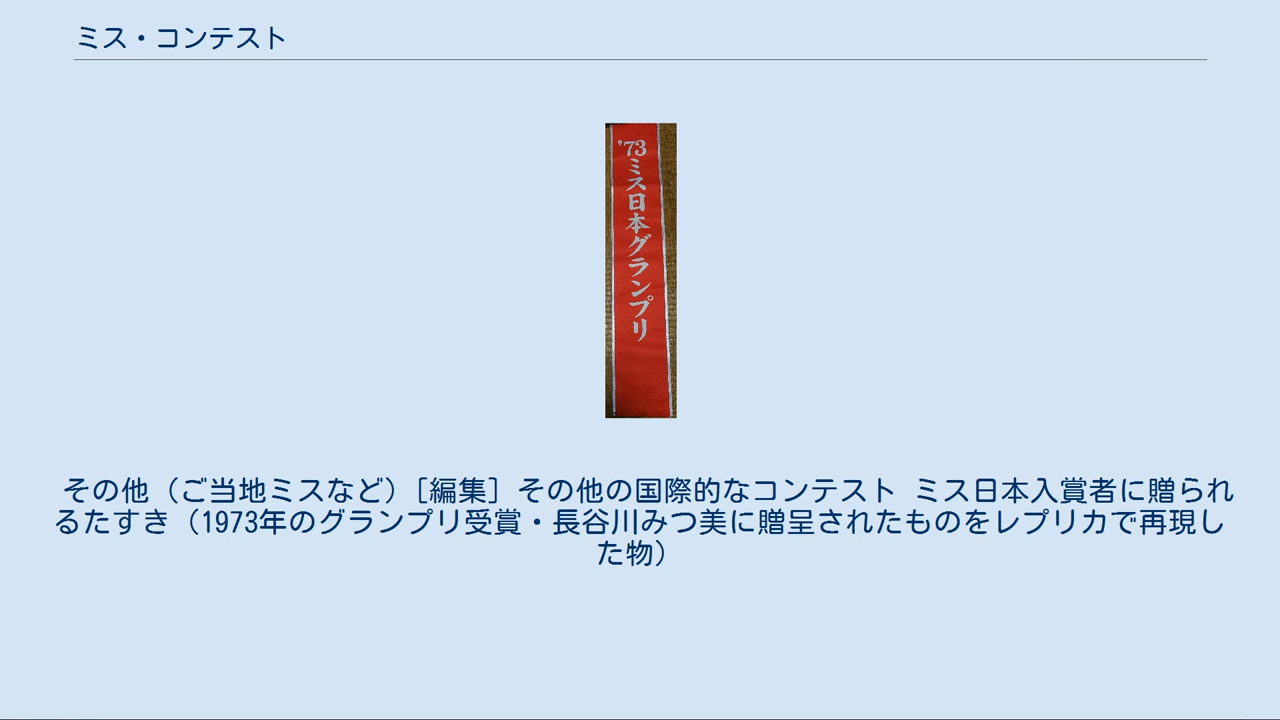 ミス・コンテスト
'73ミス日本グランプリ
その他（ご当地ミスなど）［編集］その他の国際的なコンテスト ミス日本入賞者に贈られ
るたすき（1973年のグランプリ受賞・長谷川みつ美に贈呈されたものをレプリカで再現し
た物）